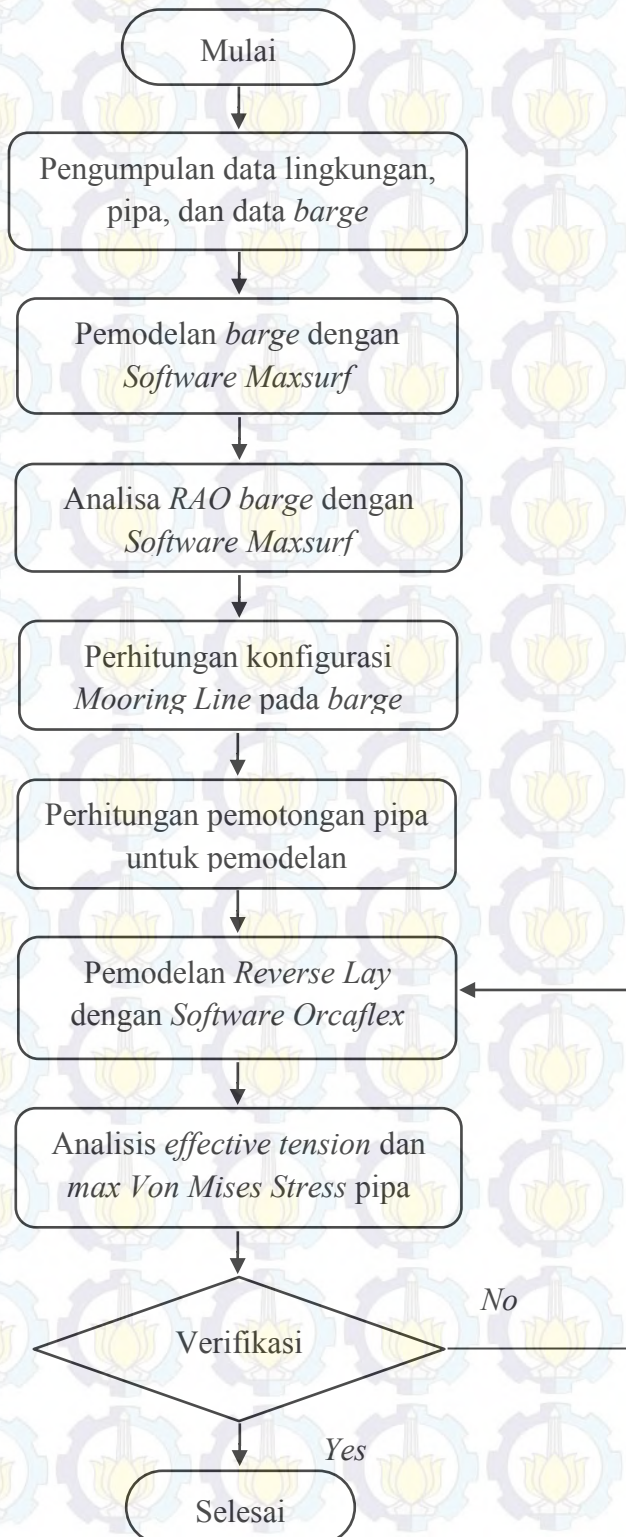 Mulai
Pengumpulan data lingkungan,
pipa, dan data barge
Pemodelan barge dengan
Software Maxsurf
Analisa RAO barge dengan
Software Maxsurf
Perhitungan konfigurasi
Mooring Line pada barge
Perhitungan pemotongan pipa
untuk pemodelan
Pemodelan Reverse Lay
dengan Software Orcaflex
Analisis effective tension dan
max Von Mises Stress pipa
No
Verifikasi
Yes
Selesai